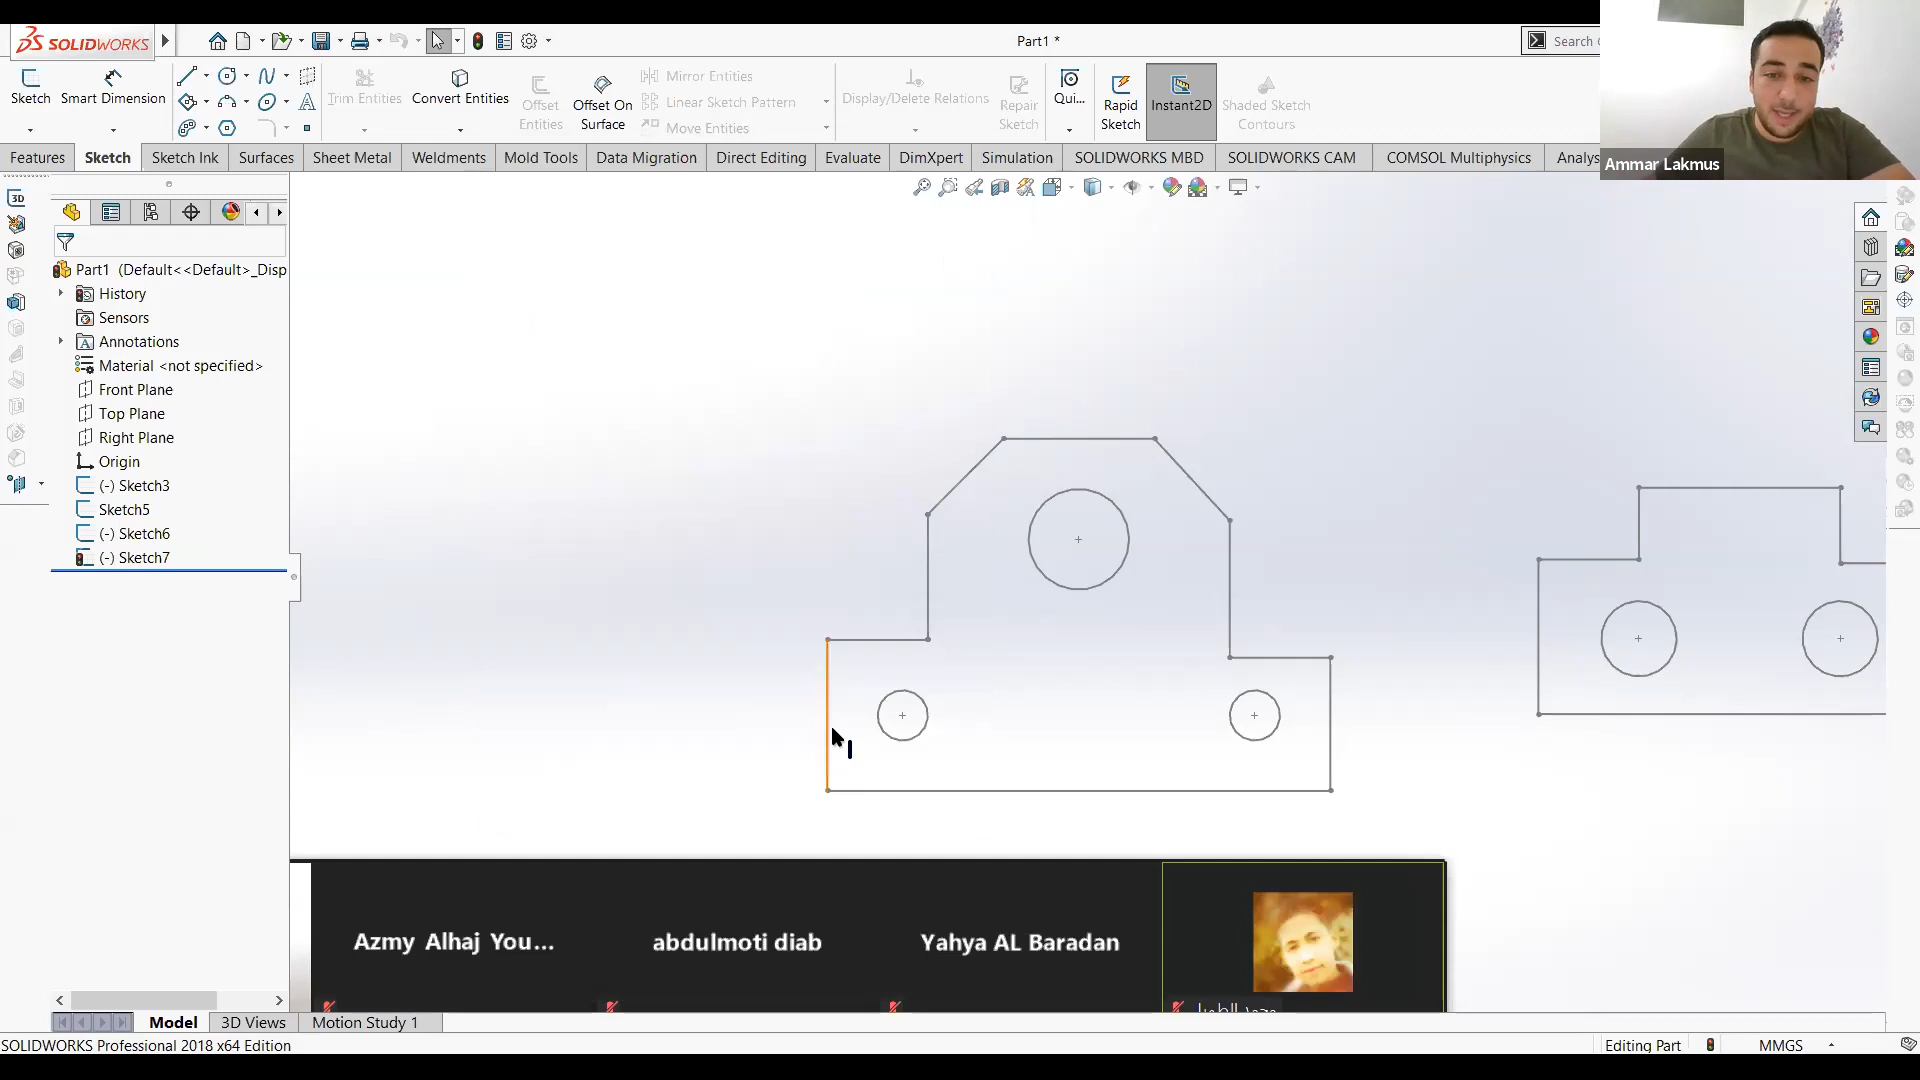 SOLIDWORKS
Part1 *
Search Co
Ammar Lakmus
Sketch
Smart Dimension
Trim Entities
Convert Entities
Offset Entities
Offset On Surface
Mirror Entities
Linear Sketch Pattern
Move Entities
Display/Delete Relations
Repair Sketch
Qui...
Rapid Sketch
Instant2D
Shaded Sketch Contours
Features
Sketch
Sketch Ink
Surfaces
Sheet Metal
Weldments
Mold Tools
Data Migration
Direct Editing
Evaluate
DimXpert
Simulation
SOLIDWORKS MBD
SOLIDWORKS CAM
COMSOL Multiphysics
Analys
3D
Part1 (Default<<Default>_Disp
History
Sensors
Annotations
Material <not specified>
Front Plane
Top Plane
Right Plane
Origin
(-) Sketch3
Sketch5
(-) Sketch6
(-) Sketch7
Azmy Alhaj You...
abdulmoti diab
Yahya AL Baradan
Model
3D Views
Motion Study 1
SOLIDWORKS Professional 2018 x64 Edition
Editing Part
MMGS